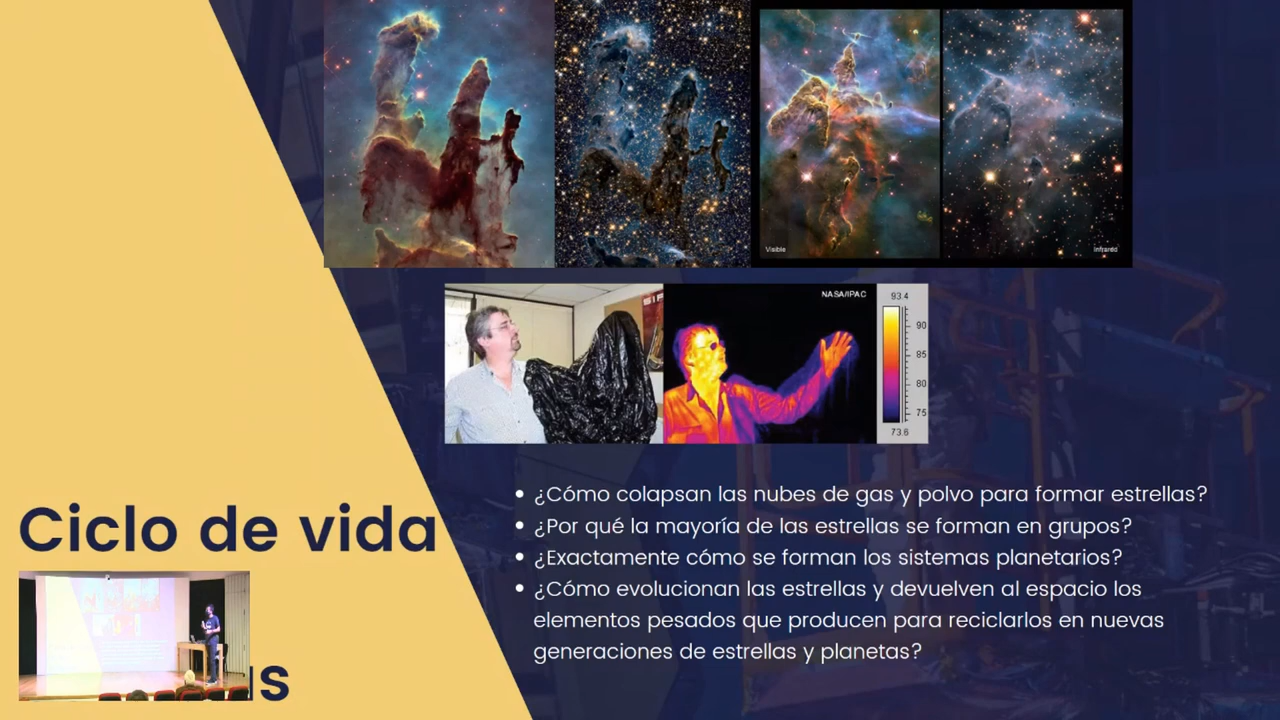 Visible
Infrared
NASA/IPAC
93.4
90
85
80
75
73.6
¿Cómo colapsan las nubes de gas y polvo para formar estrellas?
¿Por qué la mayoría de las estrellas se forman en grupos?
¿Exactamente cómo se forman los sistemas planetarios?
¿Cómo evolucionan las estrellas y devuelven al espacio los
elementos pesados que producen para reciclarlos en nuevas
generaciones de estrellas y planetas?
Ciclo de vida